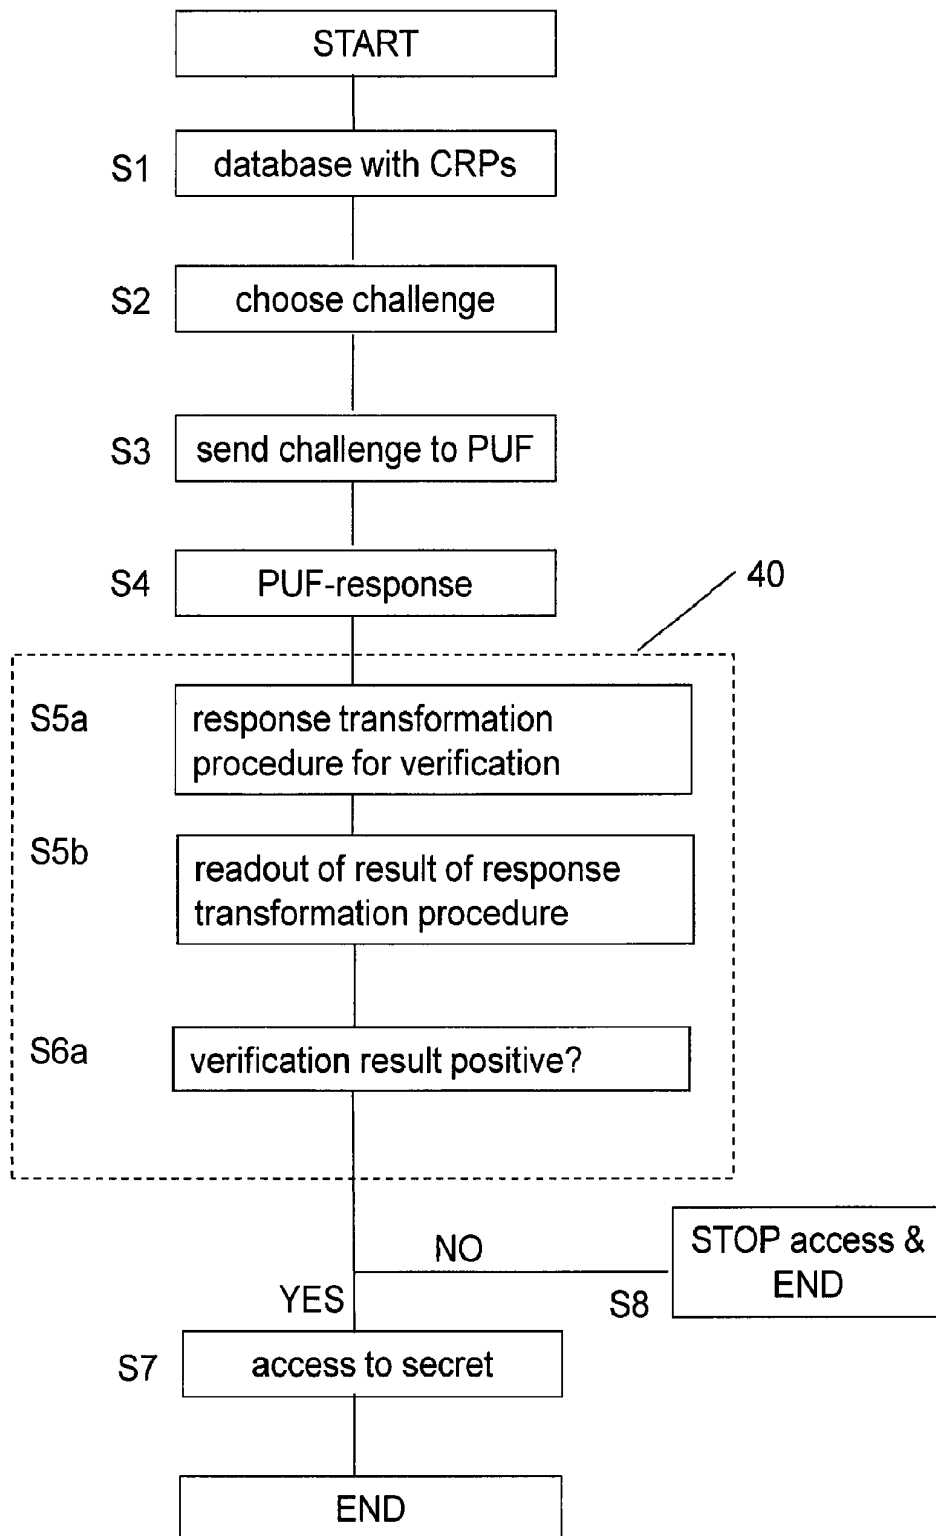 START
S1
database with CRPs
S2
choose challenge
S3
send challenge to PUF
S4
PUF-response
40
S5a
response transformation
procedure for verification
S5b
readout of result of response
transformation procedure
S6a
verification result positive?
NO
STOP access &
END
YES
S8
S7
access to secret
END